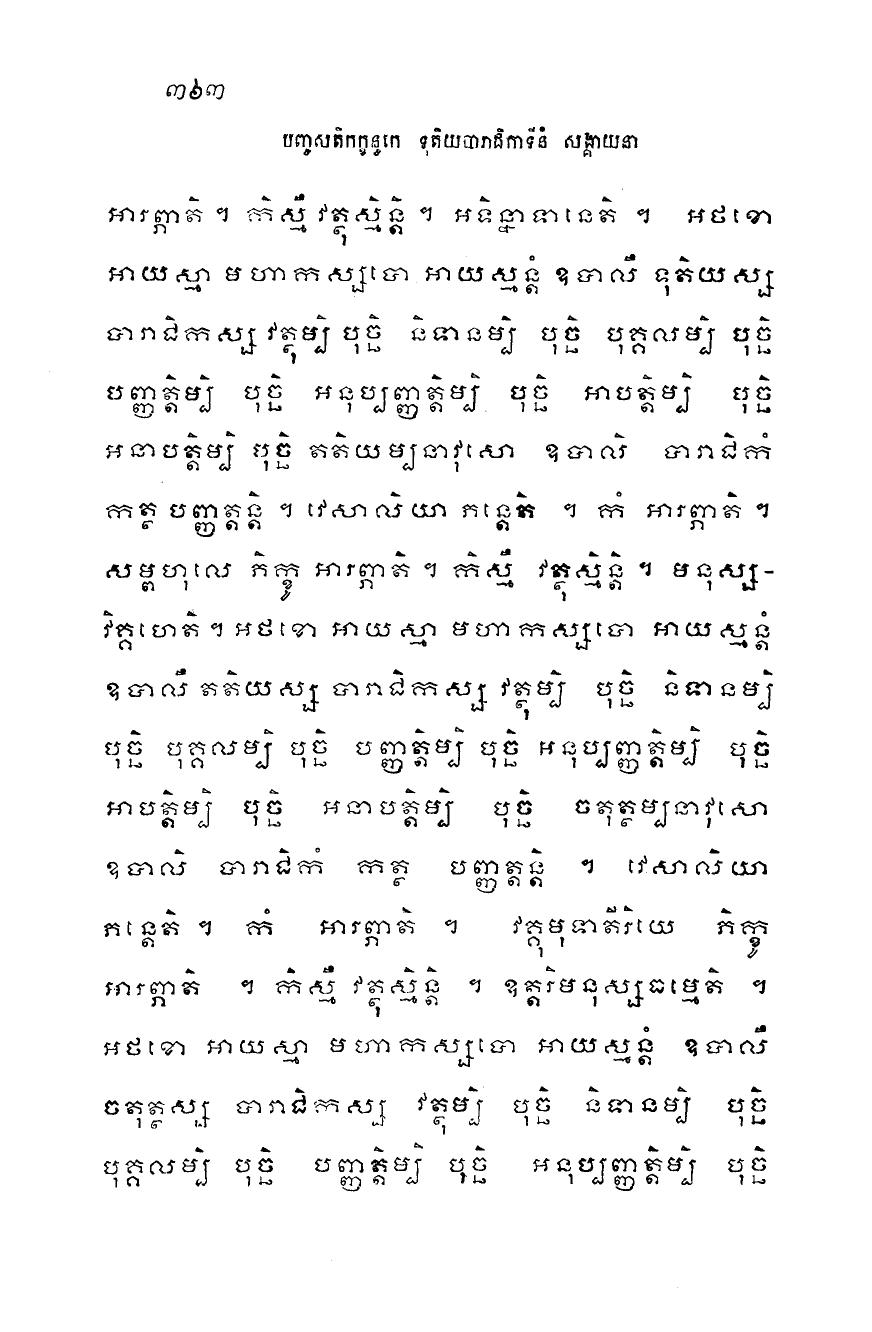 ៣៦៣
បញ្ចសតិកក្ខន្ធកេ ទុតិយបារាជិកាទីនំ សង្គាយនា
អារព្ភាតិ ។ កិស្មឹ វត្ថុស្មិន្តិ ។ អទិន្នាទានេតិ ។ អថខោ
អាយស្មា មហាកស្សបោ អាយស្មន្តំ ឧបាលឹ ទុតិយស្ស
បារាជិកស្ស វត្ថុម្បិ បុច្ឆិ និទានម្បិ បុច្ឆិ បុគ្គលម្បិ បុច្ឆិ
បញ្ញត្តិម្បិ បុច្ឆិ អនុប្បញ្ញត្តិម្បិ បុច្ឆិ អាបត្តិម្បិ បុច្ឆិ
អនាបត្តិម្បិ បុច្ឆិ តតិយម្បនាវុសោ ឧបាលិ បារាជិកំ
កត្ថ បញ្ញត្តន្តិ ។ វេសាលិយា ភន្តេតិ ។ កំ អារព្ភាតិ ។
សម្ពហុលេ ភិក្ខូ អារព្ភាតិ ។ កិស្មឹ វត្ថុស្មិន្តិ ។ មនុស្ស-
វិគ្គហេតិ ។ អថខោ អាយស្មា មហាកស្សបោ អាយស្មន្តំ
ឧបាលឹ តតិយស្ស បារាជិកស្ស វត្ថុម្បិ បុច្ឆិ និទានម្បិ
បុច្ឆិ បុគ្គលម្បិ បុច្ឆិ បញ្ញត្តិម្បិ បុច្ឆិ អនុប្បញ្ញត្តិម្បិ បុច្ឆិ
អាបត្តិម្បិ បុច្ឆិ អនាបត្តិម្បិ បុច្ឆិ ចតុត្ថម្បនាវុសោ
ឧបាលិ បារាជិកំ កត្ថ បញ្ញត្តន្តិ ។ វេសាលិយា
ភន្តេតិ ។ កំ អារព្ភាតិ ។ វគ្គុមុទាតីរិយេ ភិក្ខូ
អារព្ភាតិ ។ កិស្មឹ វត្ថុស្មិន្តិ ។ ឧត្តរិមនុស្សធម្មេតិ ។
អថខោ អាយស្មា មហាកស្សបោ អាយស្មន្តំ ឧបាលឹ
ចតុត្ថស្ស បារាជិកស្ស វត្ថុម្បិ បុច្ឆិ និទានម្បិ បុច្ឆិ
បុគ្គលម្បិ បុច្ឆិ បញ្ញត្តិម្បិ បុច្ឆិ អនុប្បញ្ញត្តិម្បិ បុច្ឆិ